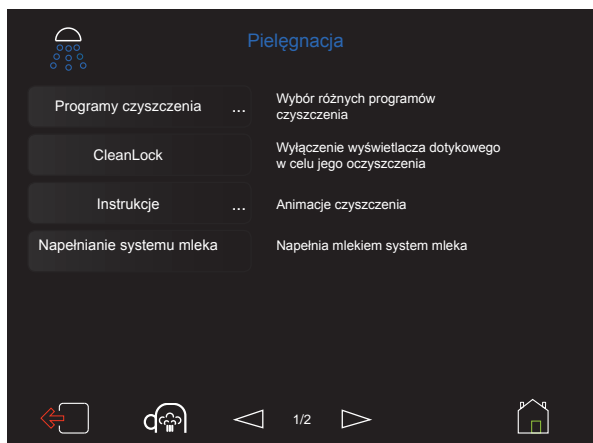 Pielęgnacja
Programy czyszczenia ...
Wybór różnych programów
czyszczenia
CleanLock
Wyłączenie wyświetlacza dotykowego
w celu jego oczyszczenia
Instrukcje ...
Animacje czyszczenia
Napełnianie systemu mleka
Napełnia mlekiem system mleka
1/2